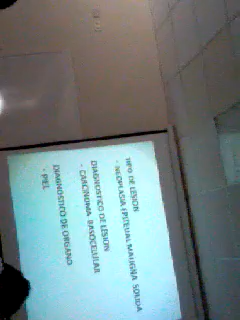 TIPO DE LESION
- NEOPLASIA EPITELIAL MALIGNA SOLIDA
DIAGNOSTICO DE LESION
- CARCINOMA BASOCELULAR
DIAGNOSTICO DE ORGANO
- PIEL